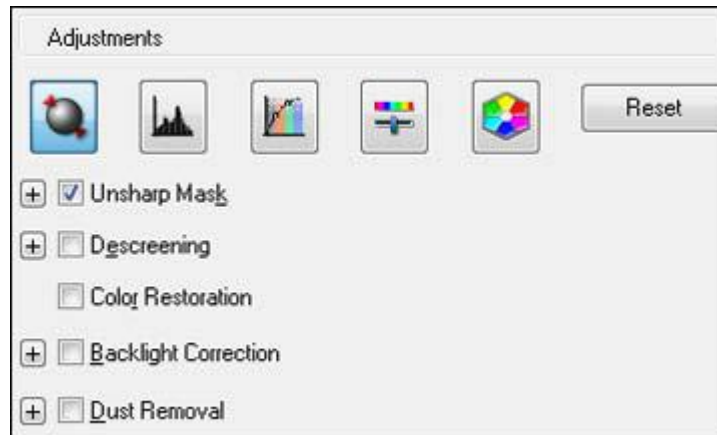 Adjustments
Reset
Unsharp Mask
Descreening
Color Restoration
Backlight Correction
Dust Removal